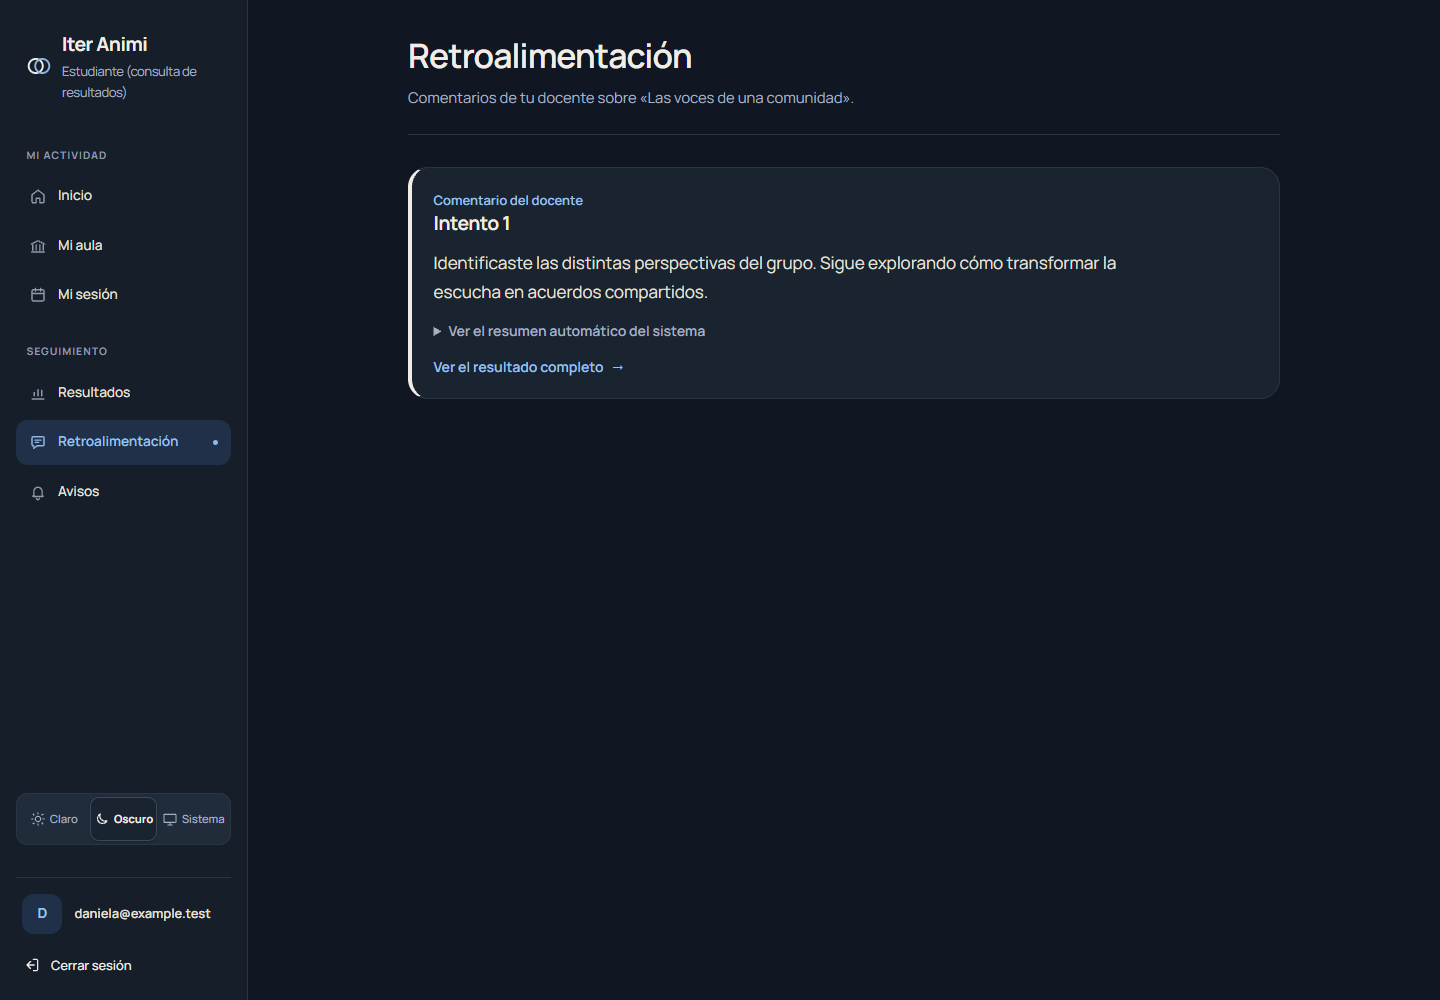 Iter Animi
Estudiante (consulta de
resultados)
MI ACTIVIDAD
Inicio
Mi aula
Mi sesión
SEGUIMIENTO
Resultados
Retroalimentación
Avisos
Claro
Oscuro
Sistema
D
daniela@example.test
Cerrar sesión
Retroalimentación
Comentarios de tu docente sobre «Las voces de una comunidad».
Comentario del docente
Intento 1
Identificaste las distintas perspectivas del grupo. Sigue explorando cómo transformar la
escucha en acuerdos compartidos.
▶ Ver el resumen automático del sistema
Ver el resultado completo →